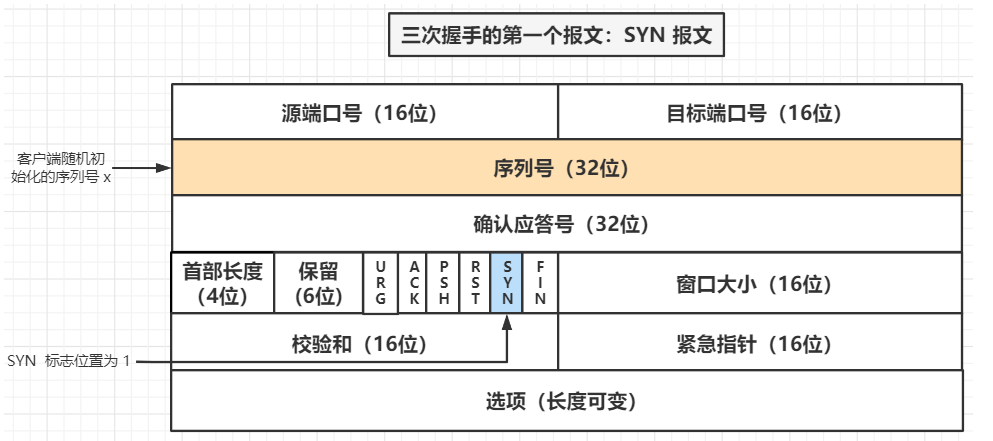 三次握手的第一个报文：SYN 报文
源端口号（16位）
目标端口号（16位）
客户端随机初
始化的序列号 x
序列号（32位）
确认应答号（32位）
首部长度
（4位）
保留
(6位)
URG
ACK
PSH
RST
SYN
FIN
窗口大小（16位）
SYN 标志位置为 1
校验和（16位）
紧急指针（16位）
选项（长度可变）